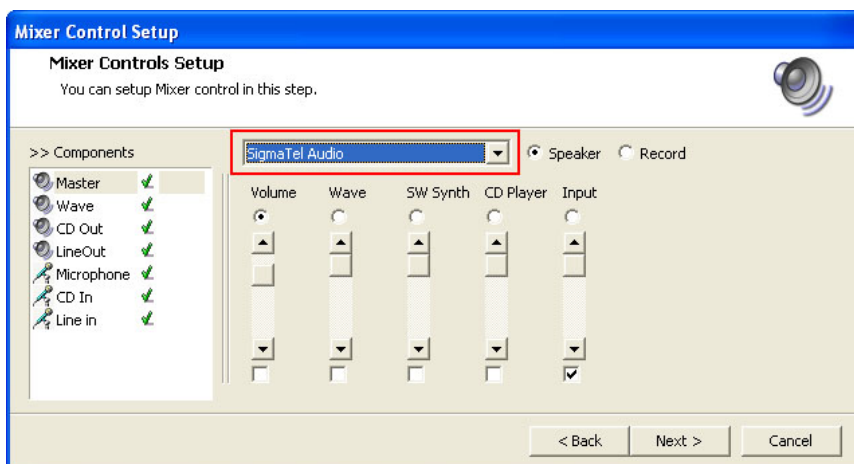 Mixer Control Setup
Mixer Controls Setup
You can setup Mixer control in this step.
>> Components
SigmaTel Audio
Speaker
Record
Master
Wave
CD Out
LineOut
Microphone
CD In
Line in
Volume Wave SW Synth CD Player Input
< Back Next > Cancel